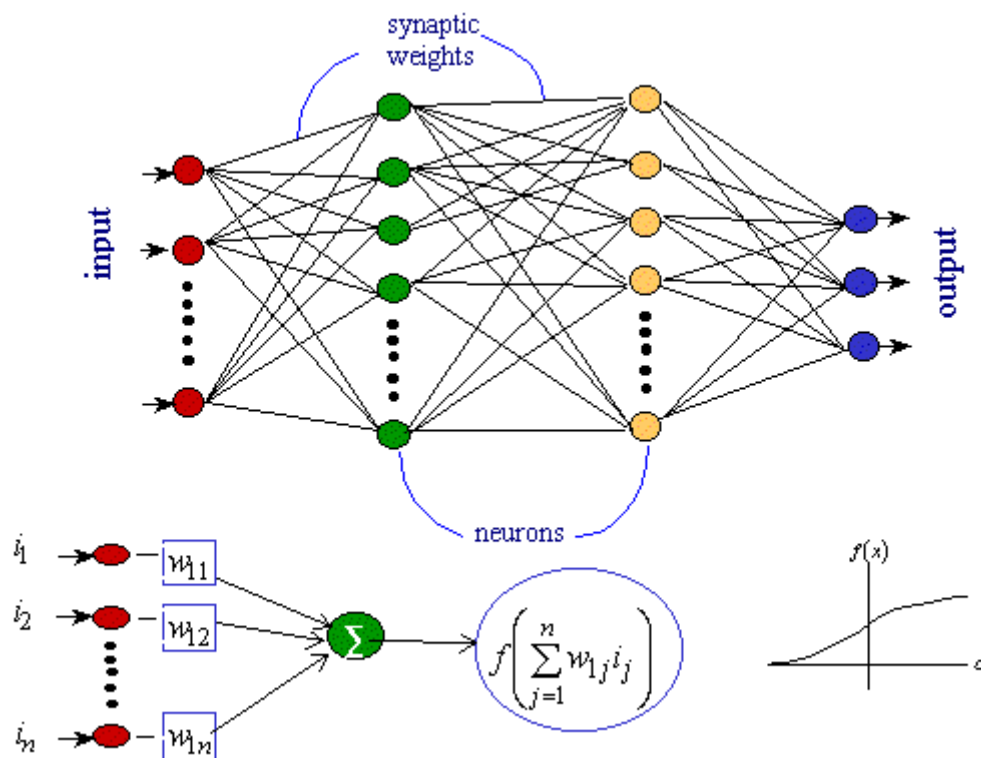 synaptic
weights
input
output
neurons
i₁
w₁₁
i₂
w₁₂
Σ
f(∑ⁿⱼ₌₁ w₁ⱼ iⱼ)
iₙ
w₁ₙ
f(x)